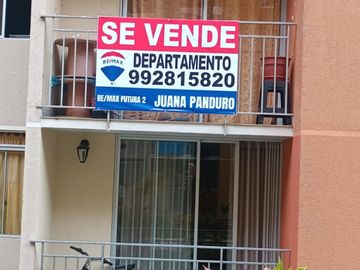 SE VENDE
RE/MAX
DEPARTAMENTO
992815820
RE/MAX FUTURA 2 JUANA PANDURO